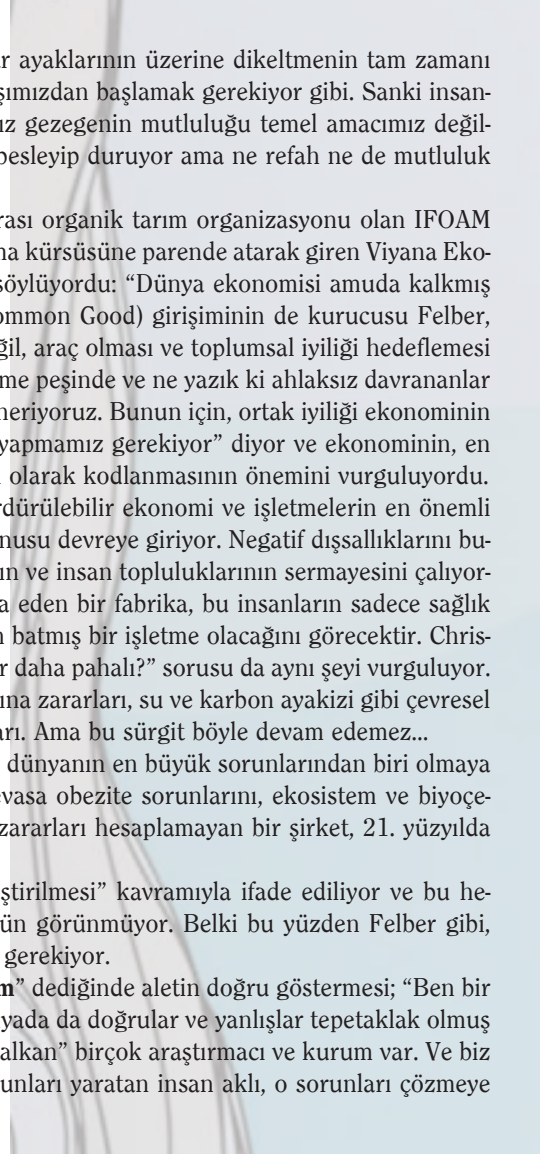 r ayaklarının üzerine dikeltmenin tam zamanı
şımızdan başlamak gerekiyor gibi. Sanki insan-
ız gezegenin mutluluğu temel amacımız değil-
besleyip duruyor ama ne refah ne de mutluluk
rası organik tarım organizasyonu olan IFOAM
na kürsüsüne parende atarak giren Viyana Eko-
söylüyordu: “Dünya ekonomisi amuda kalkmış
ommon Good) girişiminin de kurucusu Felber,
ğil, araç olması ve toplumsal iyiliği hedeflemesi
me peşinde ve ne yazık ki ahlaksız davrananlar
neriyoruz. Bunun için, ortak iyiliği ekonominin
yapmamız gerekiyor” diyor ve ekonominin, en
olarak kodlanmasının önemini vurguluyordu.
rdürülebilir ekonomi ve işletmelerin en önemli
nusu devreye giriyor. Negatif dışsallıklarını bu-
ın ve insan topluluklarının sermayesini çalıyor-
a eden bir fabrika, bu insanların sadece sağlık
n batmış bir işletme olacağını görecektir. Chris-
r daha pahalı?” sorusu da aynı şeyi vurguluyor.
ına zararları, su ve karbon ayakizi gibi çevresel
arı. Ama bu sürgit böyle devam edemez...
dünyanın en büyük sorunlarından biri olmaya
evasa obezite sorunlarını, ekosistem ve biyoçe-
zararları hesaplamayan bir şirket, 21. yüzyılda
ştirilmesi” kavramıyla ifade ediliyor ve bu he-
ün görünmüyor. Belki bu yüzden Felber gibi,
gerekiyor.
m” dediğinde aletin doğru göstermesi; “Ben bir
yada da doğrular ve yanlışlar tepetaklak olmuş
alkan” birçok araştırmacı ve kurum var. Ve biz
unları yaratan insan aklı, o sorunları çözmeye